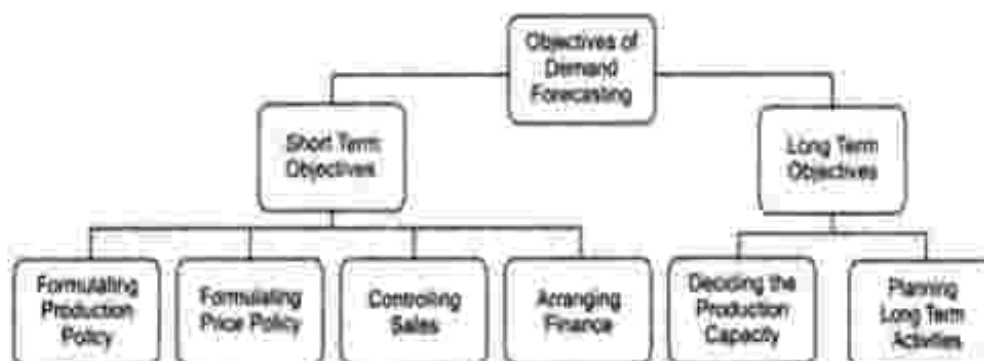 Objectives of
Demand
Forecasting
Short Term
Objectives
Long Term
Objectives
Formulating
Production
Policy
Formulating
Price Policy
Controlling
Sales
Arranging
Finance
Deciding the
Production
Capacity
Planning
Long Term
Activities